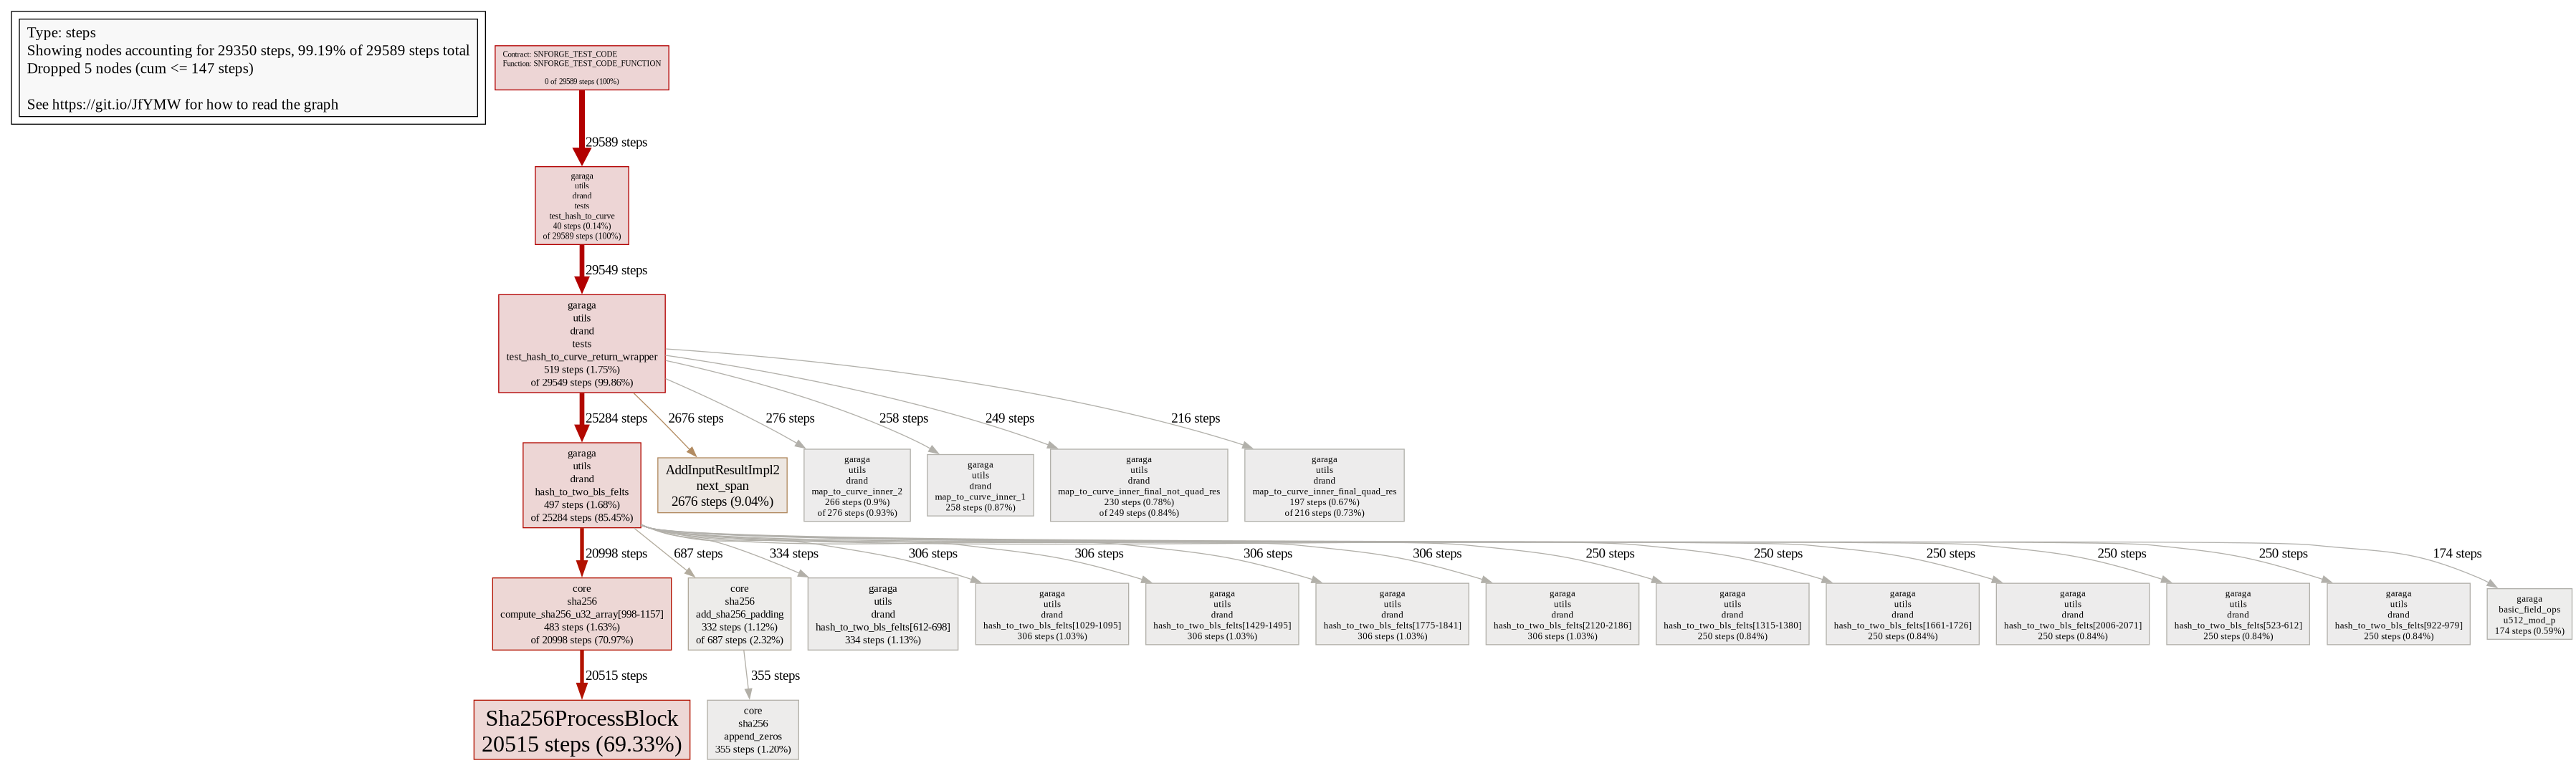 Type: steps
Showing nodes accounting for 29350 steps, 99.19% of 29589 steps total
Dropped 5 nodes (cum <= 147 steps)
See https://git.io/JfYMW for how to read the graph
Contract: SNFORGE_TEST_CODE
Function: SNFORGE_TEST_CODE_FUNCTION
0 of 29589 steps (100%)
29589 steps
garaga
utils
drand
tests
test_hash_to_curve
40 steps (0.14%)
of 29589 steps (100%)
29549 steps
garaga
utils
drand
tests
test_hash_to_curve_return_wrapper
519 steps (1.75%)
of 29549 steps (99.86%)
25284 steps
2676 steps
276 steps
258 steps
249 steps
216 steps
garaga
utils
drand
hash_to_two_bls_felts
497 steps (1.68%)
of 25284 steps (85.45%)
AddInputResultImpl2
next_span
2676 steps (9.04%)
garaga
utils
drand
map_to_curve_inner_2
266 steps (0.9%)
of 276 steps (0.93%)
garaga
utils
drand
map_to_curve_inner_1
258 steps (0.87%)
garaga
utils
drand
map_to_curve_inner_final_not_quad_res
230 steps (0.78%)
of 249 steps (0.84%)
garaga
utils
drand
map_to_curve_inner_final_quad_res
197 steps (0.67%)
of 216 steps (0.73%)
20998 steps
687 steps
334 steps
306 steps
306 steps
306 steps
306 steps
250 steps
250 steps
250 steps
250 steps
250 steps
174 steps
core
sha256
compute_sha256_u32_array[998-1157]
483 steps (1.63%)
of 20998 steps (70.97%)
core
sha256
add_sha256_padding
332 steps (1.12%)
of 687 steps (2.32%)
garaga
utils
drand
hash_to_two_bls_felts[612-698]
334 steps (1.13%)
garaga
utils
drand
hash_to_two_bls_felts[1029-1095]
306 steps (1.03%)
garaga
utils
drand
hash_to_two_bls_felts[1429-1495]
306 steps (1.03%)
garaga
utils
drand
hash_to_two_bls_felts[1775-1841]
306 steps (1.03%)
garaga
utils
drand
hash_to_two_bls_felts[2120-2186]
306 steps (1.03%)
garaga
utils
drand
hash_to_two_bls_felts[1315-1380]
250 steps (0.84%)
garaga
utils
drand
hash_to_two_bls_felts[1661-1726]
250 steps (0.84%)
garaga
utils
drand
hash_to_two_bls_felts[2006-2071]
250 steps (0.84%)
garaga
utils
drand
hash_to_two_bls_felts[523-612]
250 steps (0.84%)
garaga
utils
drand
hash_to_two_bls_felts[922-979]
250 steps (0.84%)
garaga
basic_field_ops
u512_mod_p
174 steps (0.59%)
20515 steps
355 steps
Sha256ProcessBlock
20515 steps (69.33%)
core
sha256
append_zeros
355 steps (1.20%)